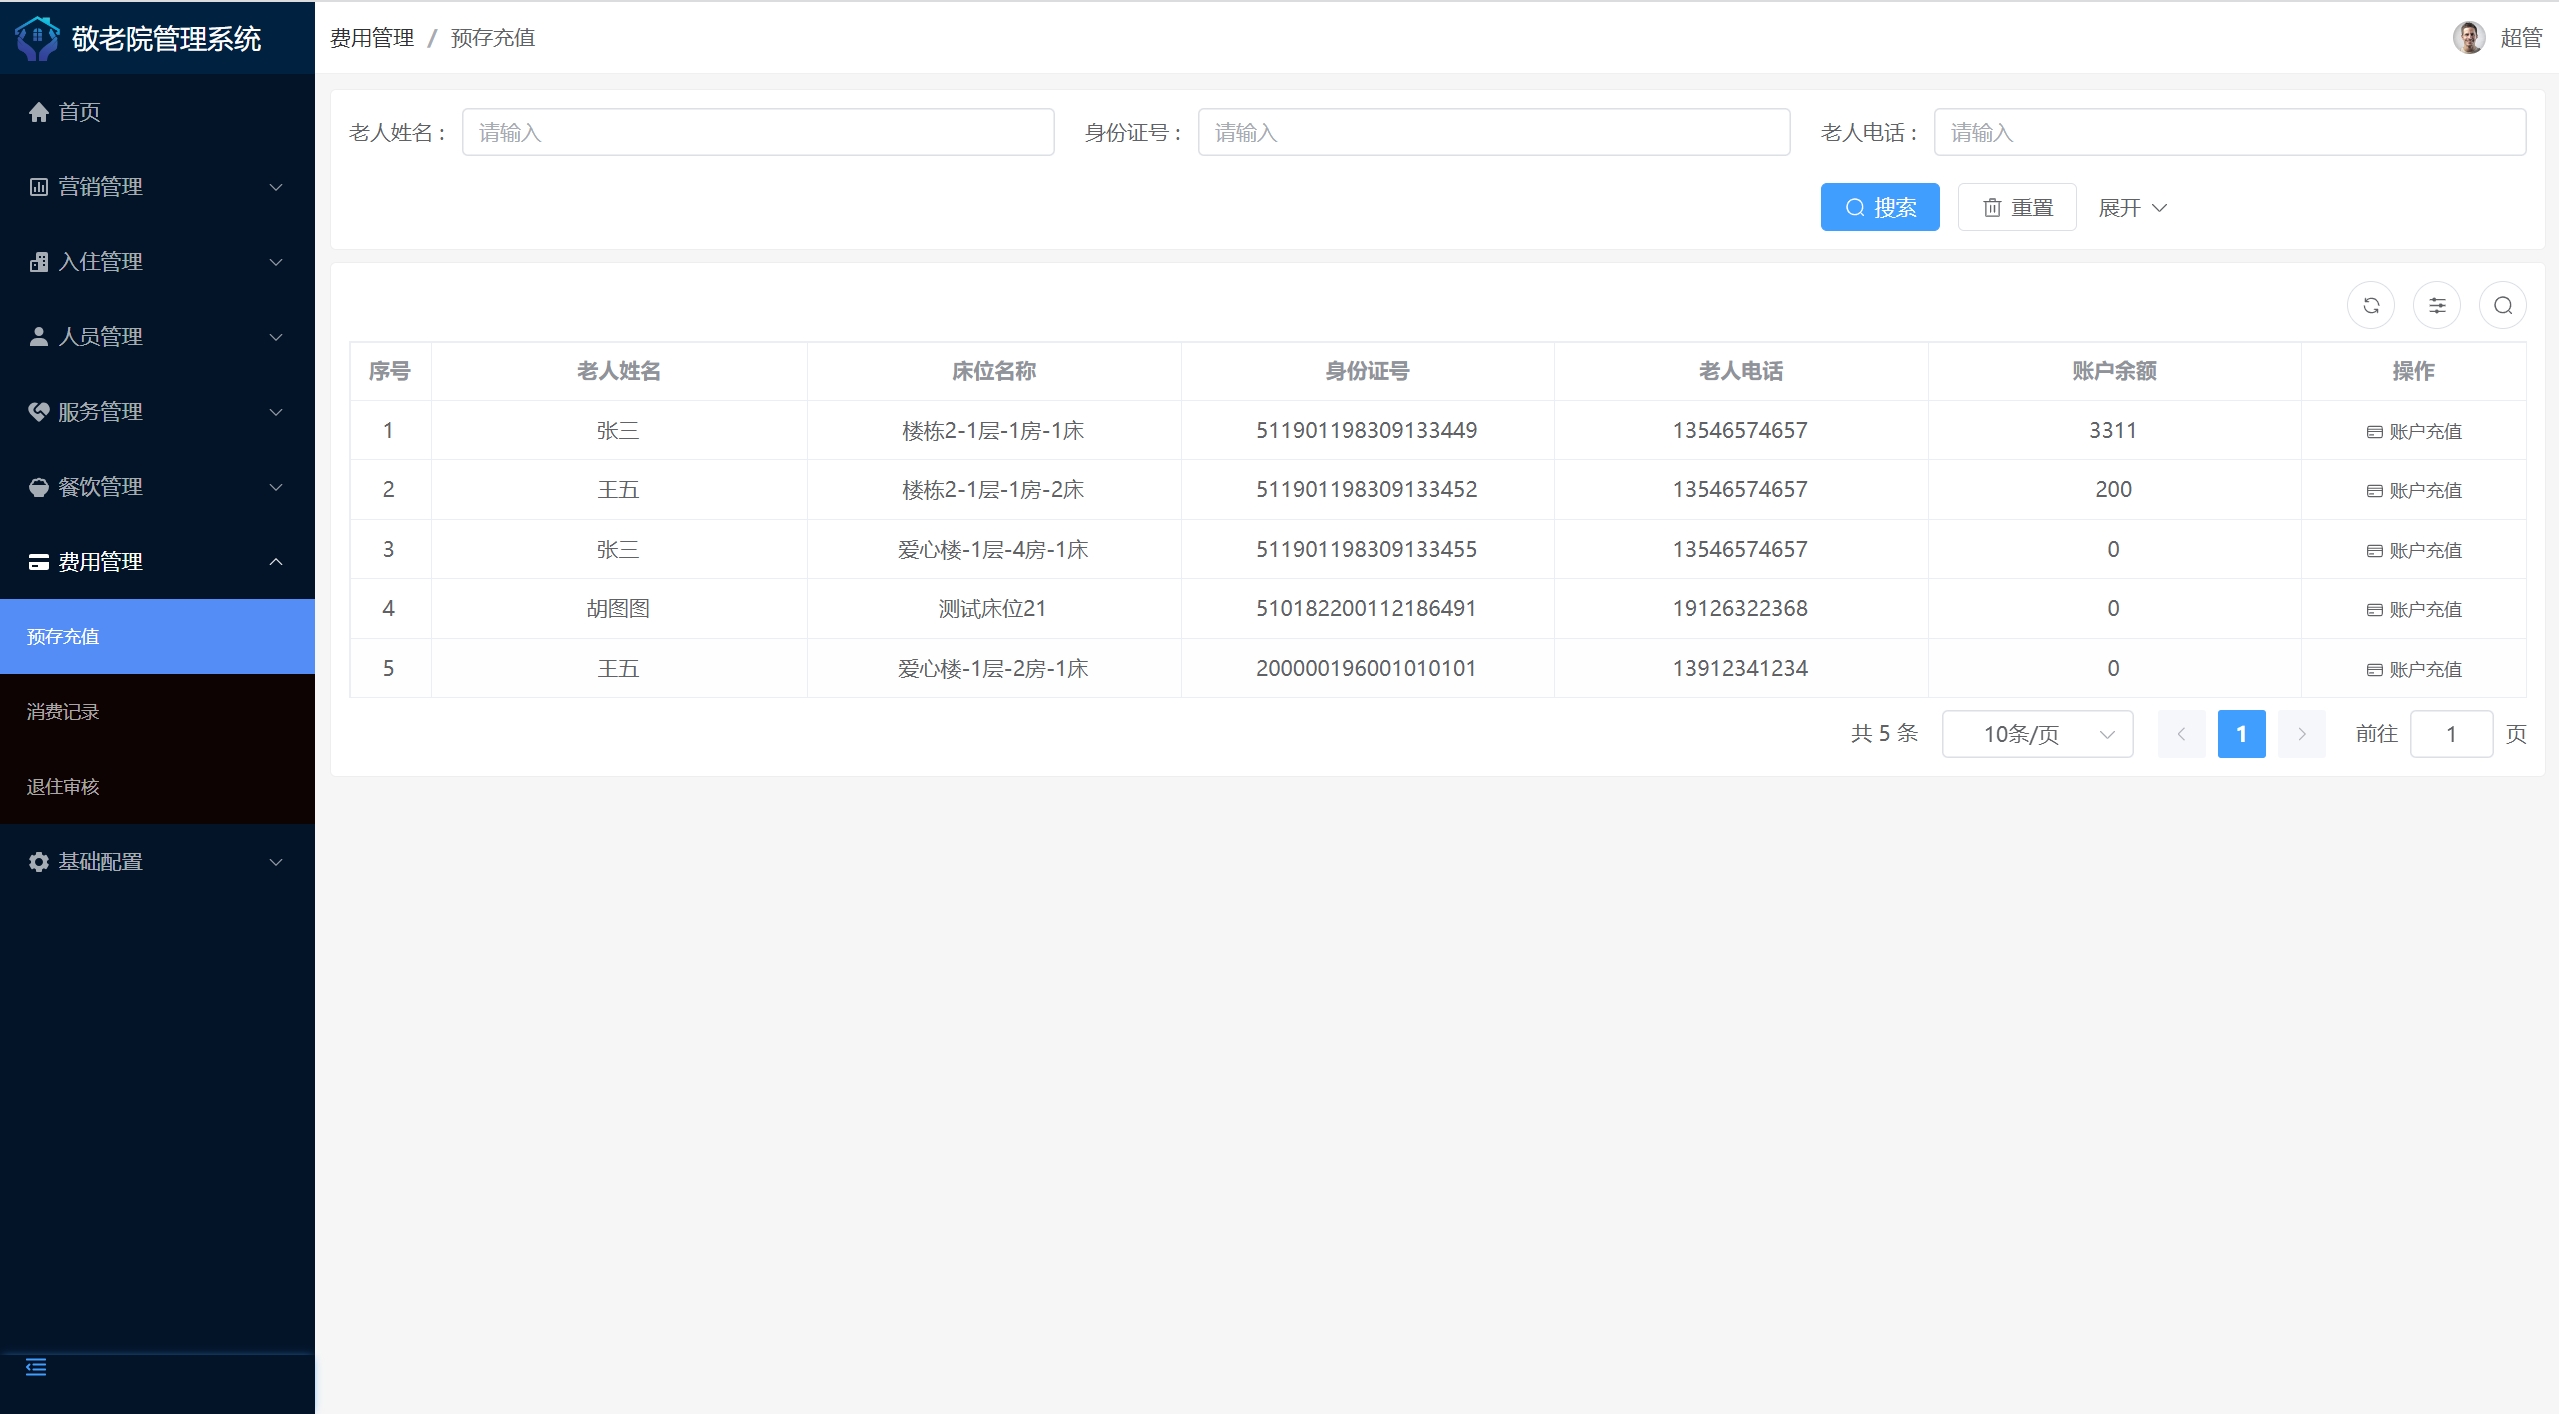 敬老院管理系统
首页
营销管理
入住管理
人员管理
服务管理
餐饮管理
费用管理
预存充值
消费记录
退住审核
基础配置
费用管理 / 预存充值
超管
老人姓名： 请输入 身份证号： 请输入 老人电话： 请输入
搜索 重置 展开
序号 老人姓名 床位名称 身份证号 老人电话 账户余额 操作
1 张三 楼栋2-1层-1房-1床 511901198309133449 13546574657 3311 账户充值
2 王五 楼栋2-1层-1房-2床 511901198309133452 13546574657 200 账户充值
3 张三 爱心楼-1层-4房-1床 511901198309133455 13546574657 0 账户充值
4 胡图图 测试床位21 510182200112186491 19126322368 0 账户充值
5 王五 爱心楼-1层-2房-1床 200000196001010101 13912341234 0 账户充值
共 5 条 10条/页 1 前往 1 页